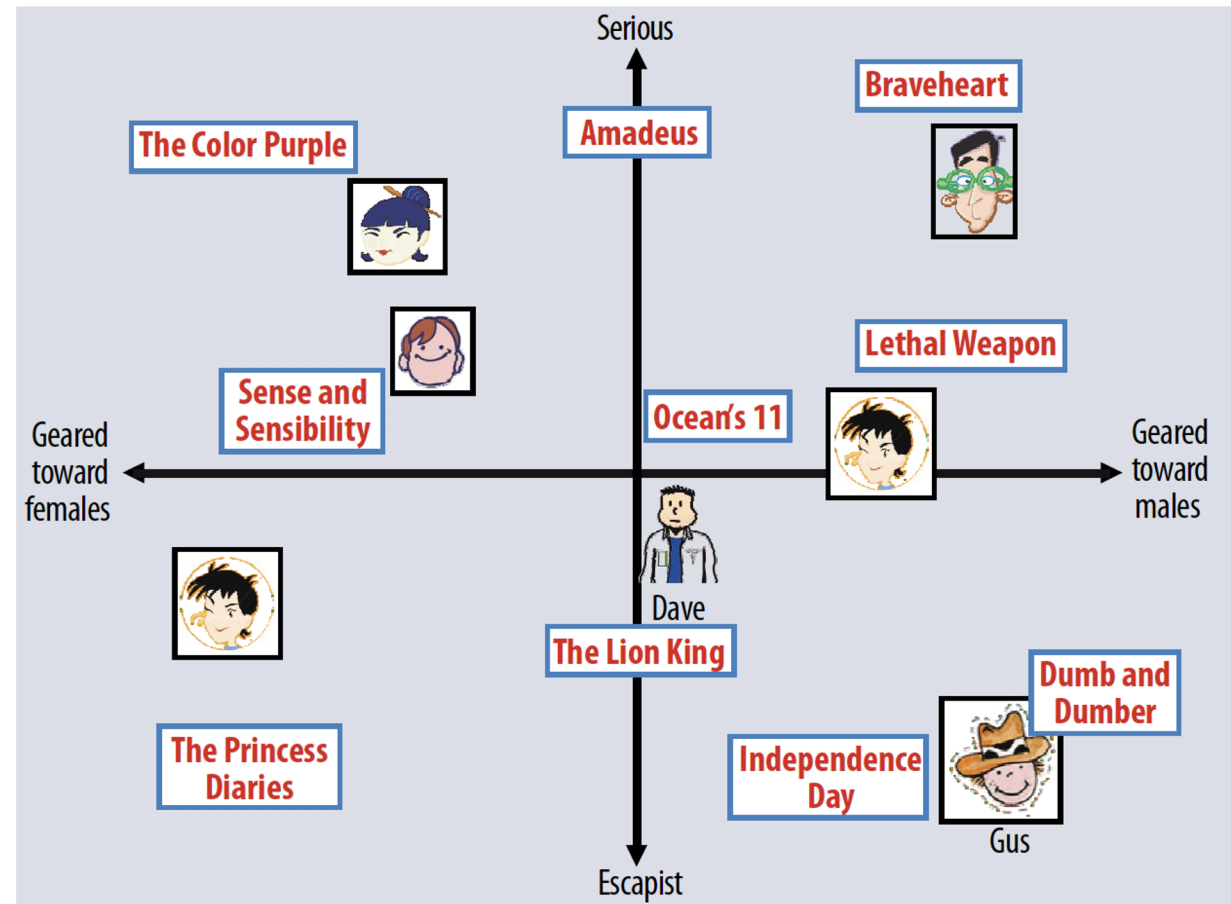 Serious
Braveheart
Amadeus
The Color Purple
Lethal Weapon
Sense and
Sensibility
Ocean's 11
Geared
toward
females
Geared
toward
males
Dave
The Lion King
Dumb and
Dumber
The Princess
Diaries
Independence
Day
Gus
Escapist